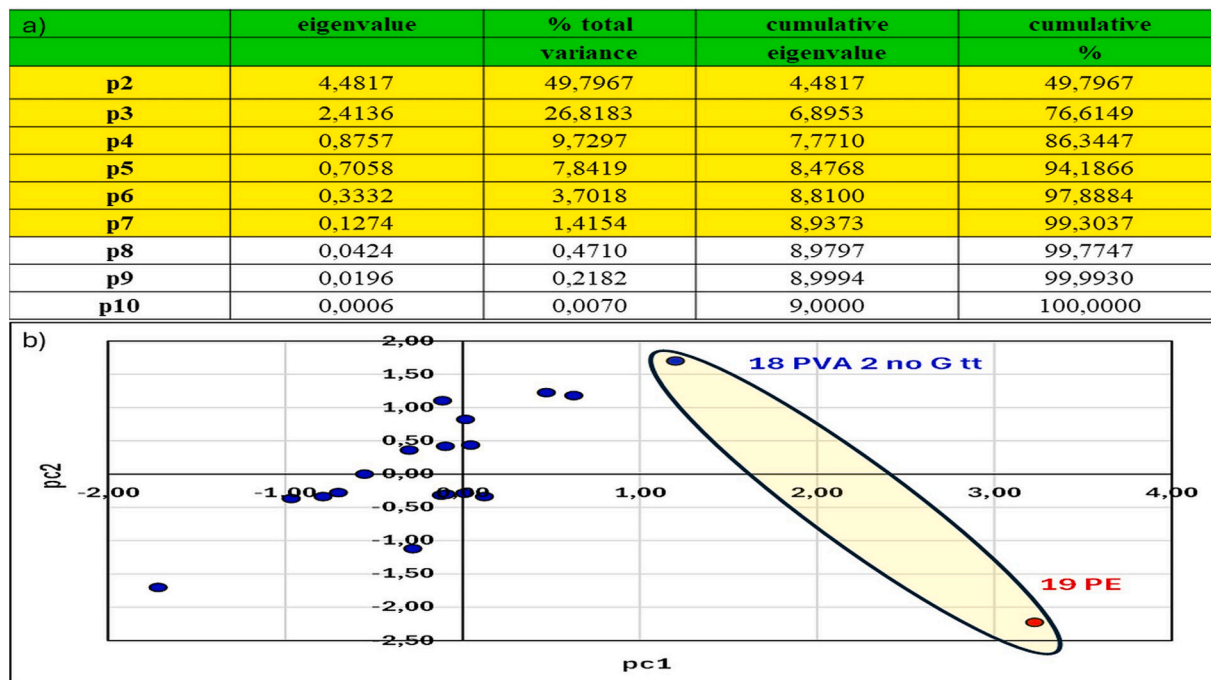 a) eigenvalue % total cumulative cumulative
variance eigenvalue %
p2 4,4817 49,7967 4,4817 49,7967
p3 2,4136 26,8183 6,8953 76,6149
p4 0,8757 9,7297 7,7710 86,3447
p5 0,7058 7,8419 8,4768 94,1866
p6 0,3332 3,7018 8,8100 97,8884
p7 0,1274 1,4154 8,9373 99,3037
p8 0,0424 0,4710 8,9797 99,7747
p9 0,0196 0,2182 8,9994 99,9930
p10 0,0006 0,0070 9,0000 100,0000
b)
2,00
18 PVA 2 no G tt
1,50
1,00
0,50
0,00
pc2
-2,00 -1,00 0,00 1,00 2,00 3,00 4,00
-0,50
-1,00
-1,50
19 PE
-2,00
-2,50
pc1